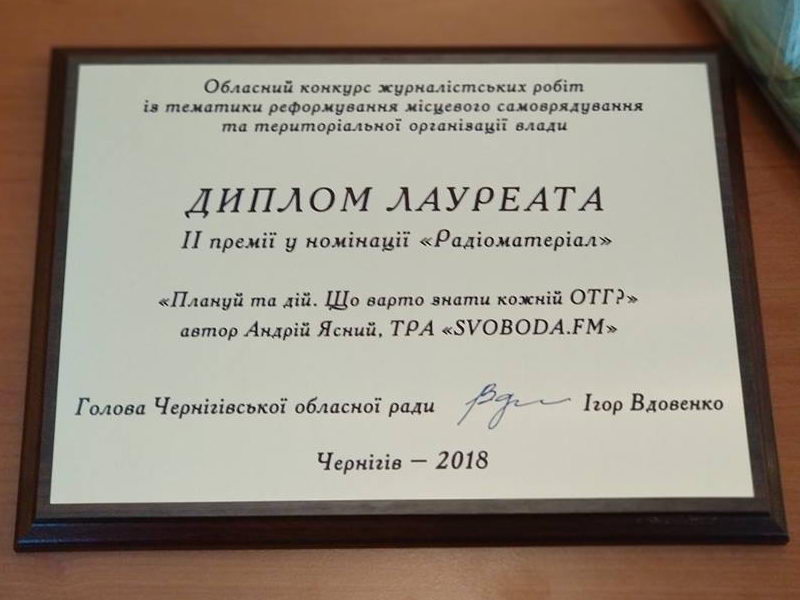 Обласний конкурс журналістських робіт
із тематики реформування місцевого самоврядування
та територіальної організації влади
ДИПЛОМ ЛАУРЕАТА
ІІ премії у номінації «Радіоматеріал»
«Плануй та дій. Що варто знати кожній ОТГ?»
автор Андрій Ясний, ТРА «SVOBODA.FM»
Голова Чернігівської обласної ради Ігор Вдовенко
Чернігів – 2018